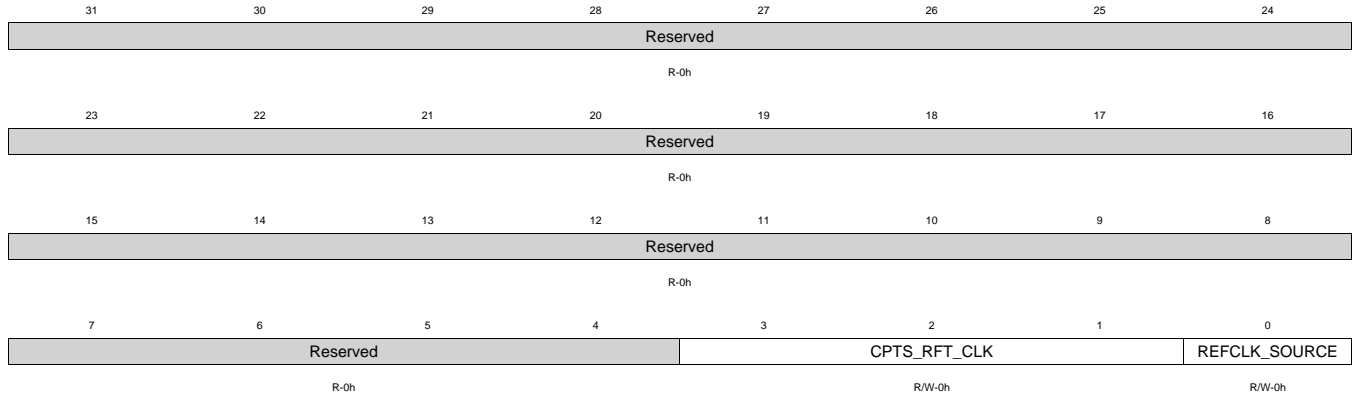 31 30 29 28 27 26 25 24
Reserved
R-0h
23 22 21 20 19 18 17 16
Reserved
R-0h
15 14 13 12 11 10 9 8
Reserved
R-0h
7 6 5 4 3 2 1 0
Reserved CPTS_RFT_CLK REFCLK_SOURCE
R-0h R/W-0h R/W-0h